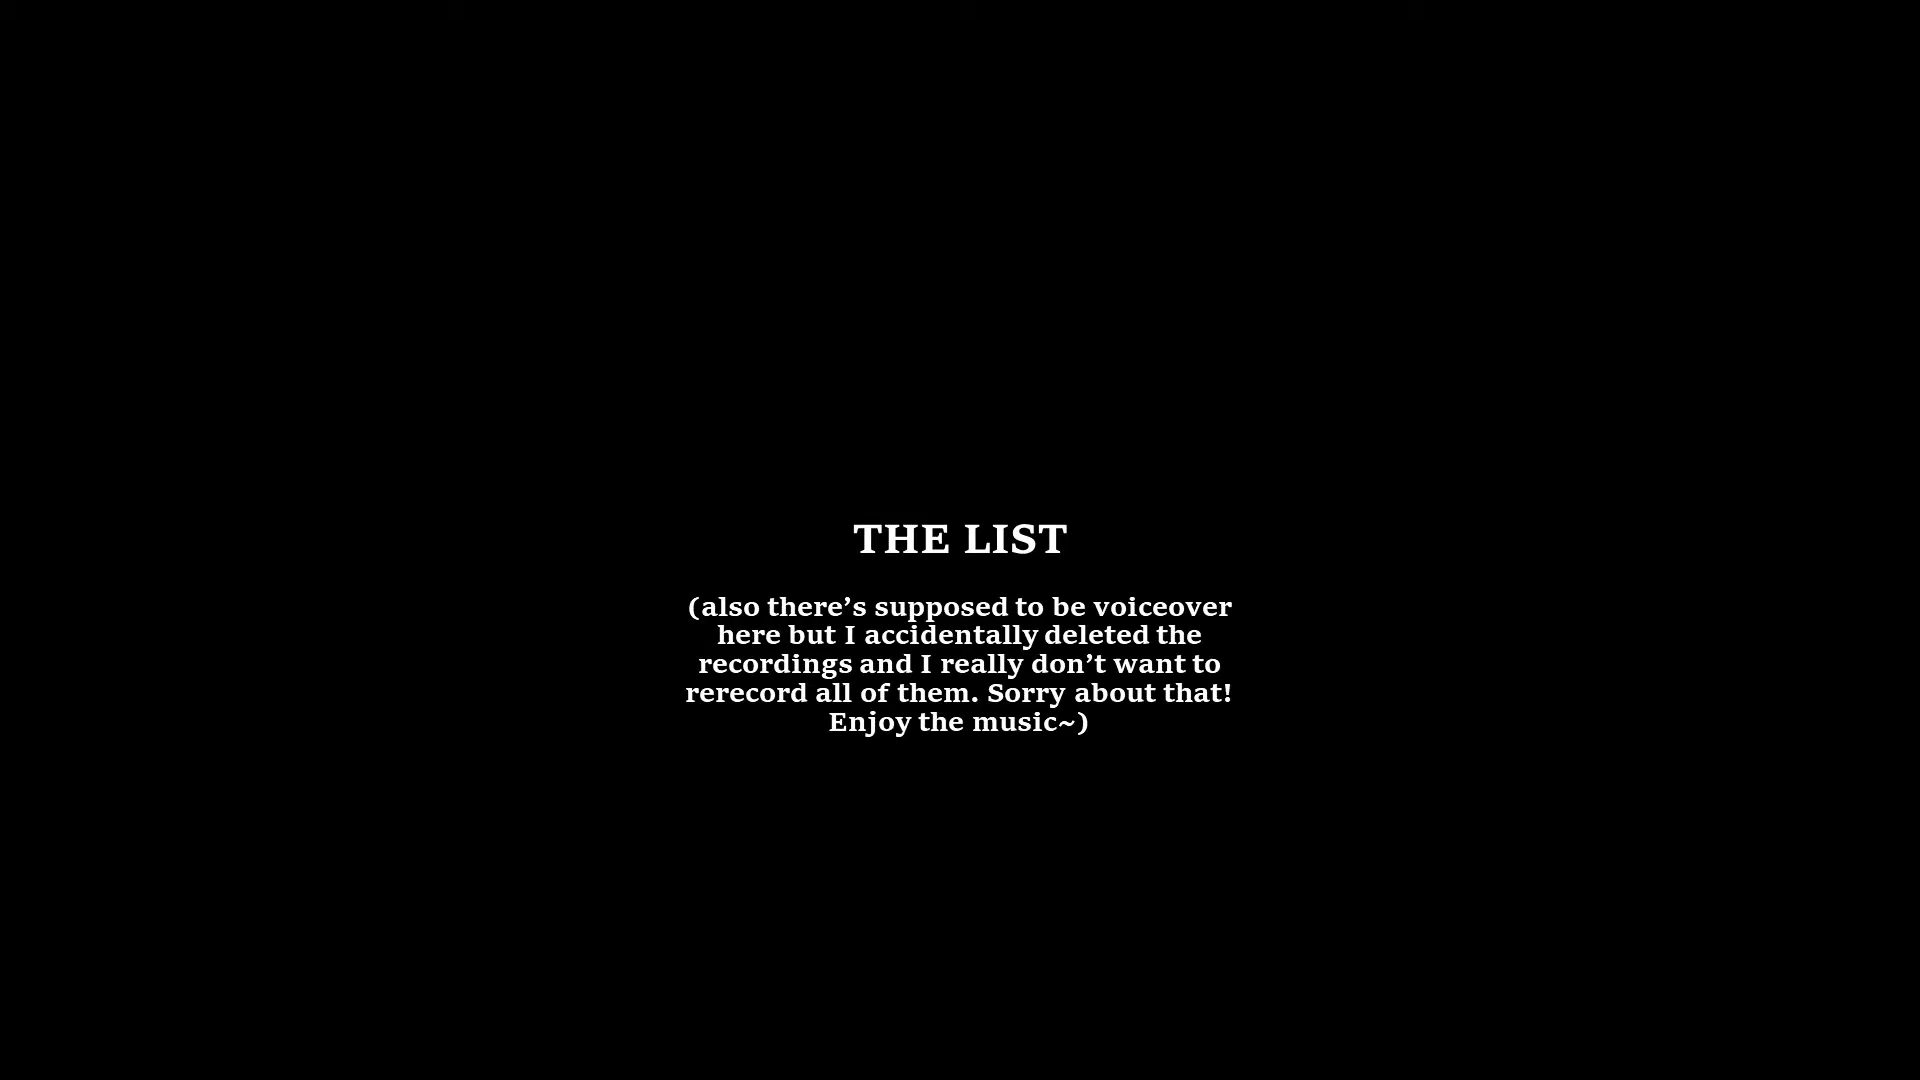 THE LIST
(also there’s supposed to be voiceover
here but I accidentally deleted the
recordings and I really don’t want to
rerecord all of them. Sorry about that!
Enjoy the music~)